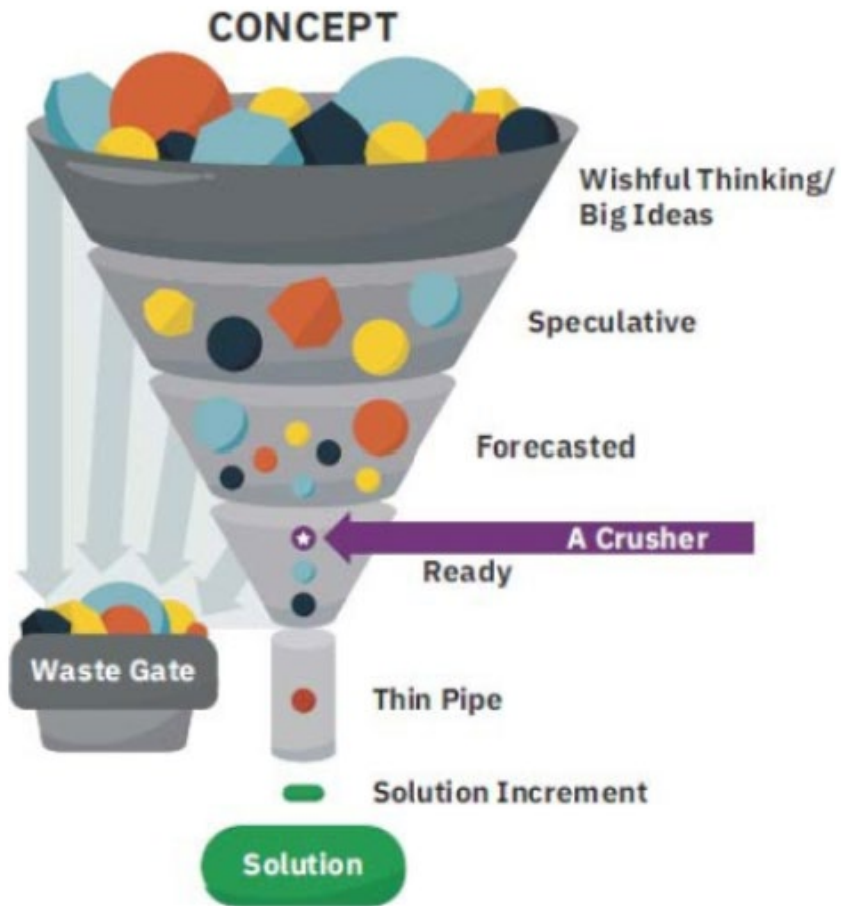 CONCEPT
Wishful Thinking/
Big Ideas
Speculative
Forecasted
A Crusher
Ready
Waste Gate
Thin Pipe
Solution Increment
Solution